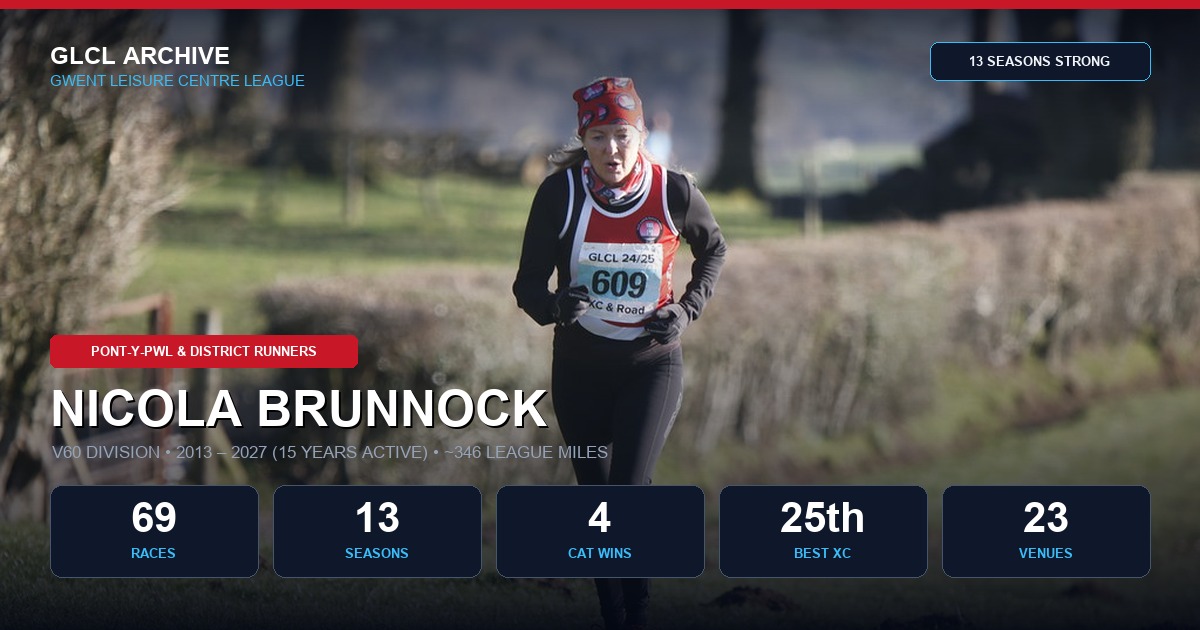 GLCL ARCHIVE
GWENT LEISURE CENTRE LEAGUE
13 SEASONS STRONG
GLCL 24/25
609
XC & Road
PONT-Y-PWL & DISTRICT RUNNERS
NICOLA BRUNNOCK
V60 DIVISION • 2013 – 2027 (15 YEARS ACTIVE) • ~346 LEAGUE MILES
69
RACES
13
SEASONS
4
CAT WINS
25th
BEST XC
23
VENUES